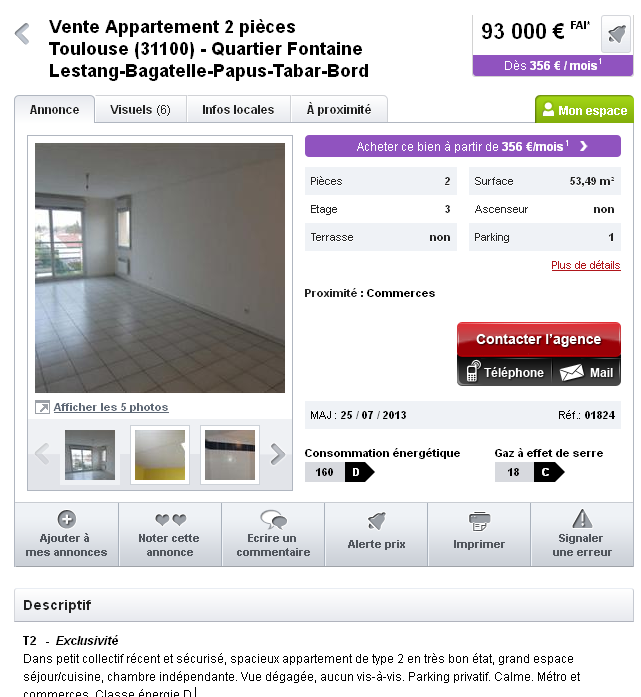 Vente Appartement 2 pièces
Toulouse (31100) - Quartier Fontaine
Lestang-Bagatelle-Papus-Tabar-Bord
93 000 € FAI*
Dès 356 € / mois 1
Annonce
Visuels (6)
Infos locales
À proximité
Mon espace
Acheter ce bien à partir de 356 €/mois 1
Pièces 2
Surface 53,49 m²
Etage 3
Ascenseur non
Terrasse non
Parking 1
Plus de détails
Proximité : Commerces
Contacter l'agence
Téléphone
Mail
Afficher les 5 photos
MAJ : 25 / 07 / 2013
Réf.: 01824
Consommation énergétique
160 D
Gaz à effet de serre
18 C
Ajouter à
mes annonces
Noter cette
annonce
Ecrire un
commentaire
Alerte prix
Imprimer
Signaler
une erreur
Descriptif
T2 - Exclusivité
Dans petit collectif récent et sécurisé, spacieux appartement de type 2 en très bon état, grand espace
séjour/cuisine, chambre indépendante. Vue dégagée, aucun vis-à-vis. Parking privatif. Calme. Métro et
commerces. Classe énergie D